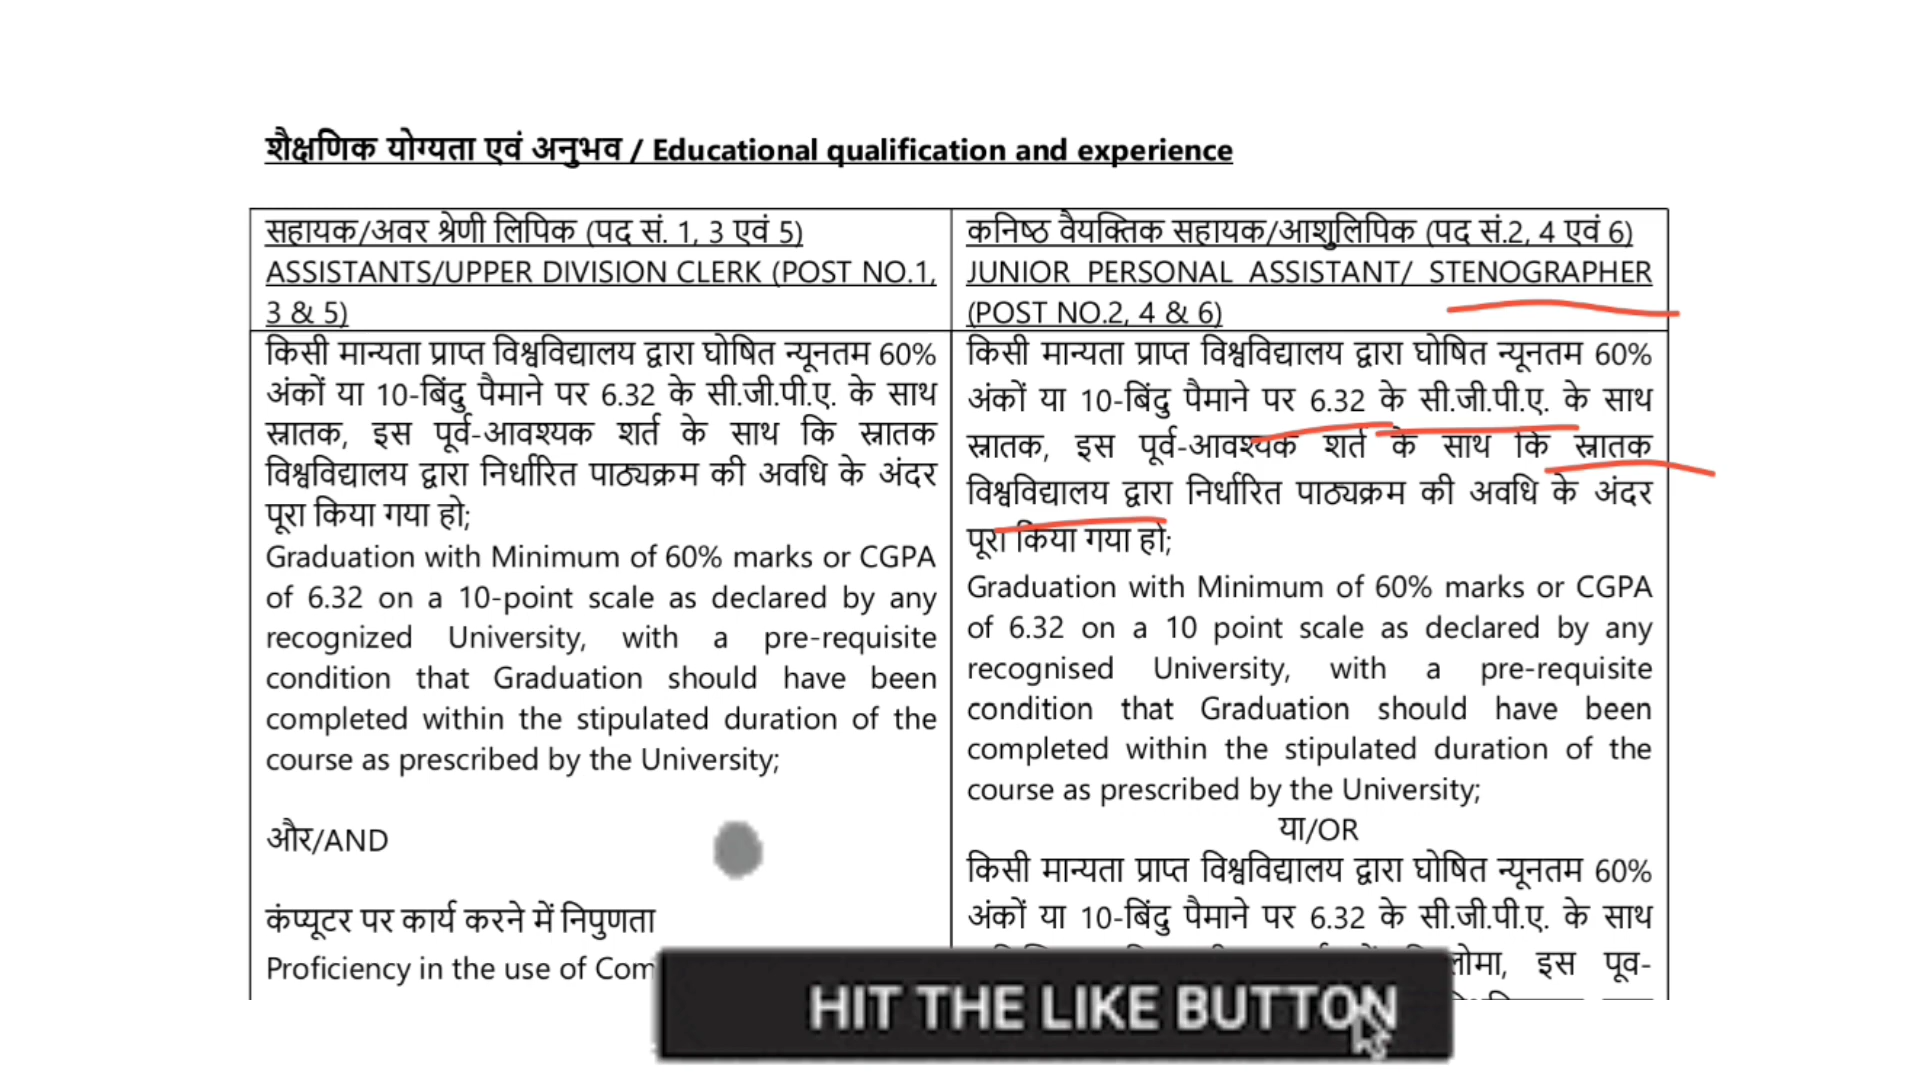 शैक्षणिक योग्यता एवं अनुभव / Educational qualification and experience
सहायक/अवर श्रेणी लिपिक (पद सं. 1, 3 एवं 5)
ASSISTANTS/UPPER DIVISION CLERK (POST NO.1,
3 & 5)
किसी मान्यता प्राप्त विश्वविद्यालय द्वारा घोषित न्यूनतम 60%
अंकों या 10-बिंदु पैमाने पर 6.32 के सी.जी.पी.ए. के साथ
स्नातक, इस पूर्व-आवश्यक शर्त के साथ कि स्नातक
विश्वविद्यालय द्वारा निर्धारित पाठ्यक्रम की अवधि के अंदर
पूरा किया गया हो;
Graduation with Minimum of 60% marks or CGPA
of 6.32 on a 10-point scale as declared by any
recognized University, with a pre-requisite
condition that Graduation should have been
completed within the stipulated duration of the
course as prescribed by the University;
और/AND
कंप्यूटर पर कार्य करने में निपुणता
Proficiency in the use of Com
कनिष्ठ वैयक्तिक सहायक/आशुलिपिक (पद सं.2, 4 एवं 6)
JUNIOR PERSONAL ASSISTANT/ STENOGRAPHER
(POST NO.2, 4 & 6)
किसी मान्यता प्राप्त विश्वविद्यालय द्वारा घोषित न्यूनतम 60%
अंकों या 10-बिंदु पैमाने पर 6.32 के सी.जी.पी.ए. के साथ
स्नातक, इस पूर्व-आवश्यक शर्त के साथ कि स्नातक
विश्वविद्यालय द्वारा निर्धारित पाठ्यक्रम की अवधि के अंदर
पूरा किया गया हो;
Graduation with Minimum of 60% marks or CGPA
of 6.32 on a 10 point scale as declared by any
recognised University, with a pre-requisite
condition that Graduation should have been
completed within the stipulated duration of the
course as prescribed by the University;
या/OR
किसी मान्यता प्राप्त विश्वविद्यालय द्वारा घोषित न्यूनतम 60%
अंकों या 10-बिंदु पैमाने पर 6.32 के सी.जी.पी.ए. के साथ
लोमा, इस पूव-
HIT THE LIKE BUTTON